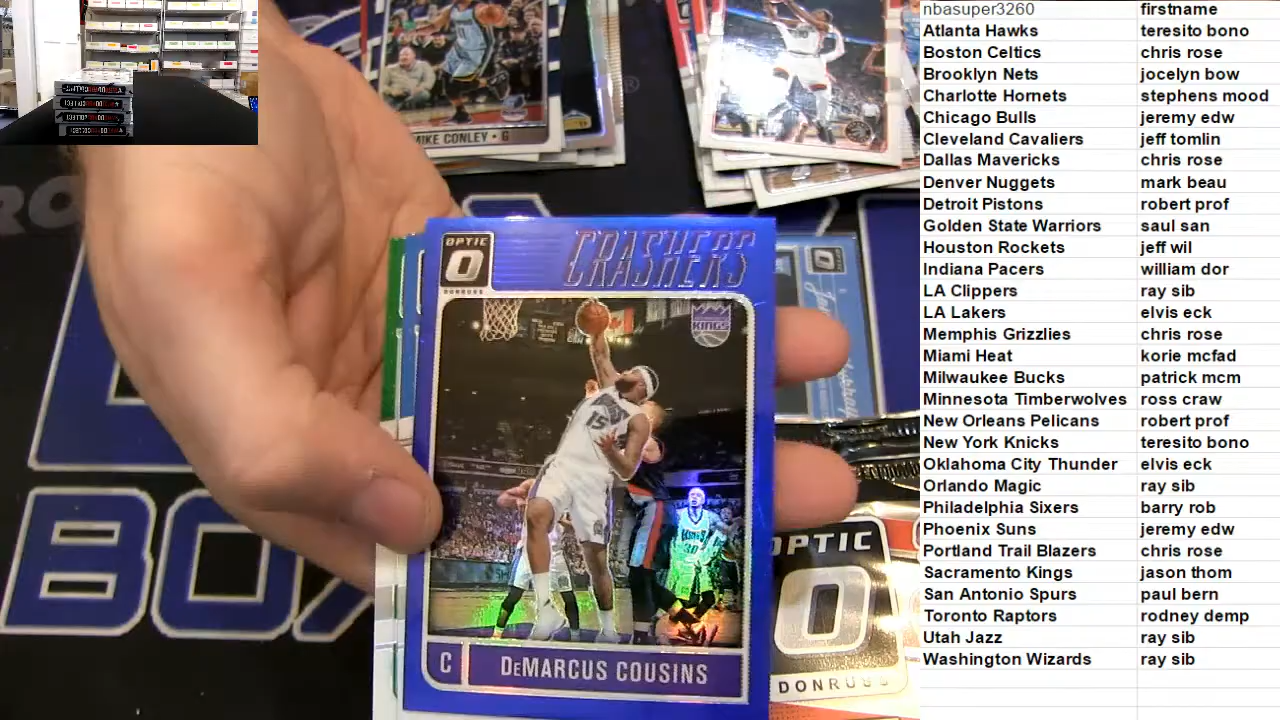 nbasuper3260 firstname
Atlanta Hawks teresito bono
Boston Celtics chris rose
Brooklyn Nets jocelyn bow
Charlotte Hornets stephens mood
Chicago Bulls jeremy edw
Cleveland Cavaliers jeff tomlin
Dallas Mavericks chris rose
Denver Nuggets mark beau
Detroit Pistons robert prof
Golden State Warriors saul san
Houston Rockets jeff wil
Indiana Pacers william dor
LA Clippers ray sib
LA Lakers elvis eck
Memphis Grizzlies chris rose
Miami Heat korie mcfad
Milwaukee Bucks patrick mcm
Minnesota Timberwolves ross craw
New Orleans Pelicans robert prof
New York Knicks teresito bono
Oklahoma City Thunder elvis eck
Orlando Magic ray sib
Philadelphia Sixers barry rob
Phoenix Suns jeremy edw
Portland Trail Blazers chris rose
Sacramento Kings jason thom
San Antonio Spurs paul bern
Toronto Raptors rodney demp
Utah Jazz ray sib
Washington Wizards ray sib
MIKE CONLEY • G
OPTIC
DONRUSS
CRASHERS
KINGS
15
KINGS
30
C DeMARCUS COUSINS
OPTIC
DONRUSS
BOX